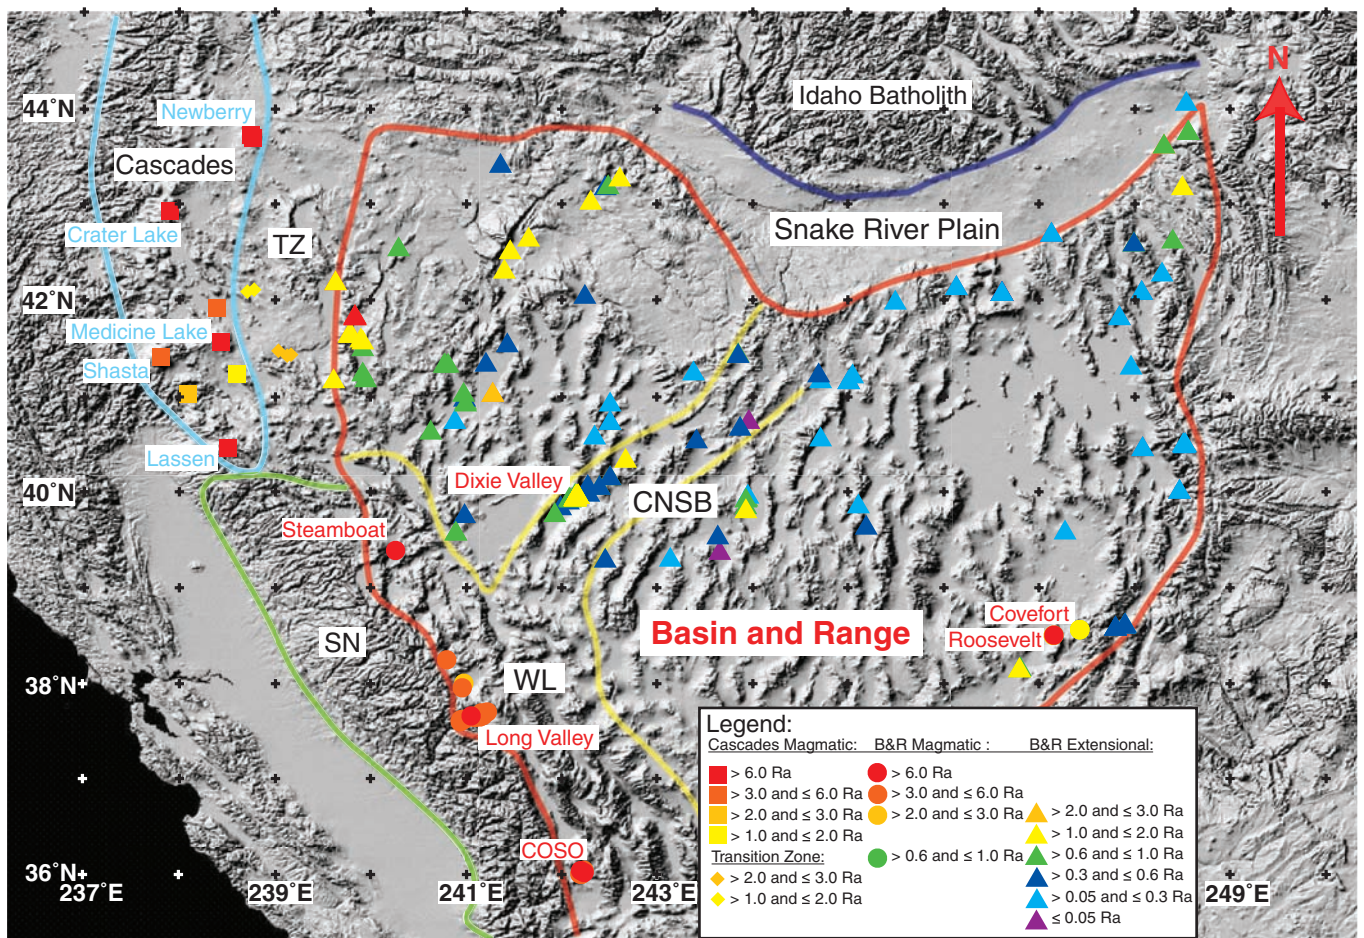 N
Idaho Batholith
44°N
Newberry
Cascades
Snake River Plain
Crater Lake
TZ
42°N
Medicine Lake
Shasta
Lassen
Dixie Valley
40°N
CNSB
Steamboat
Covefort
Basin and Range
Roosevelt
SN
WL
38°N
Long Valley
COSO
36°N
237°E
239°E
241°E
243°E
249°E
Legend:
Cascades Magmatic:
> 6.0 Ra
> 3.0 and ≤ 6.0 Ra
> 2.0 and ≤ 3.0 Ra
> 1.0 and ≤ 2.0 Ra
Transition Zone:
> 2.0 and ≤ 3.0 Ra
> 1.0 and ≤ 2.0 Ra
B&R Magmatic :
> 6.0 Ra
> 3.0 and ≤ 6.0 Ra
> 2.0 and ≤ 3.0 Ra
> 0.6 and ≤ 1.0 Ra
B&R Extensional:
> 2.0 and ≤ 3.0 Ra
> 1.0 and ≤ 2.0 Ra
> 0.6 and ≤ 1.0 Ra
> 0.3 and ≤ 0.6 Ra
> 0.05 and ≤ 0.3 Ra
≤ 0.05 Ra